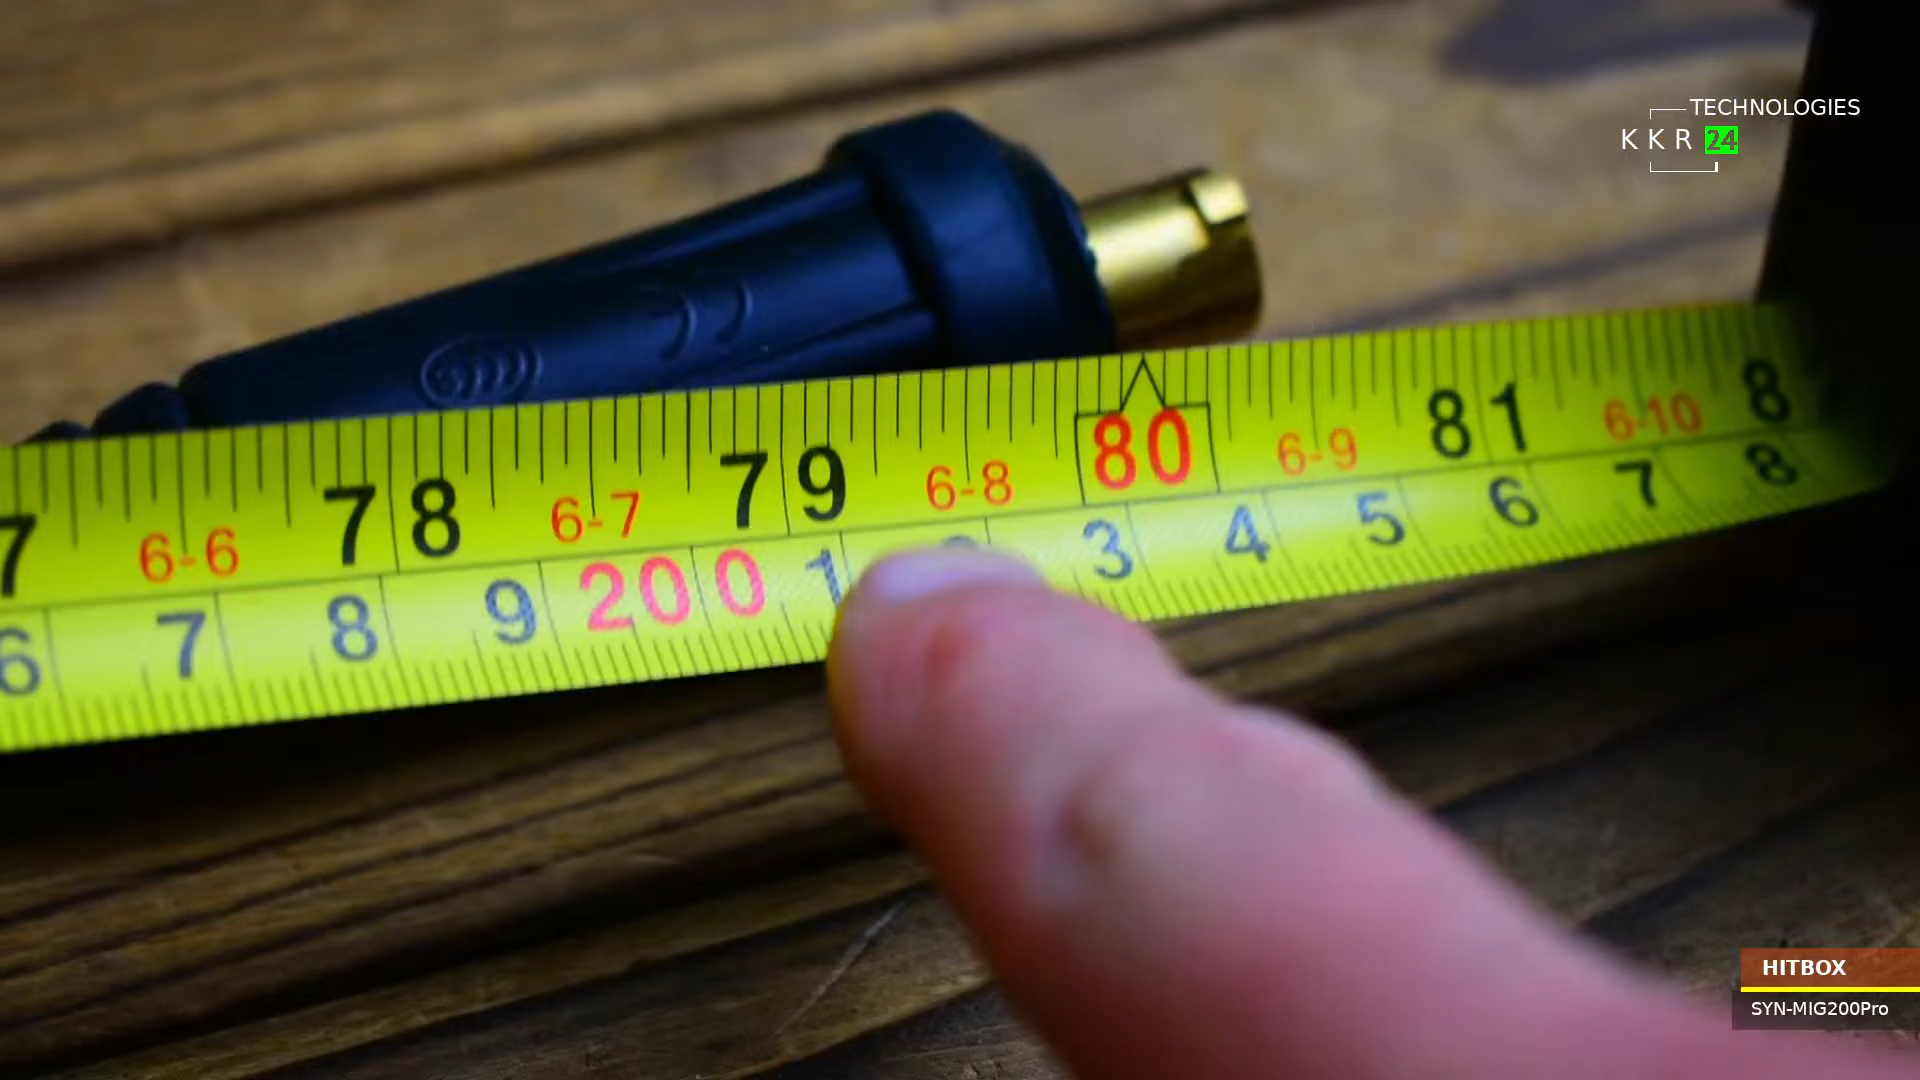 TECHNOLOGIES
KKR 24
7 6-6 78 6-7 79 6-8 80 6-9 81 6-10 8
6 7 8 9 200 1 3 4 5 6 7 8
HITBOX
SYN-MIG200Pro